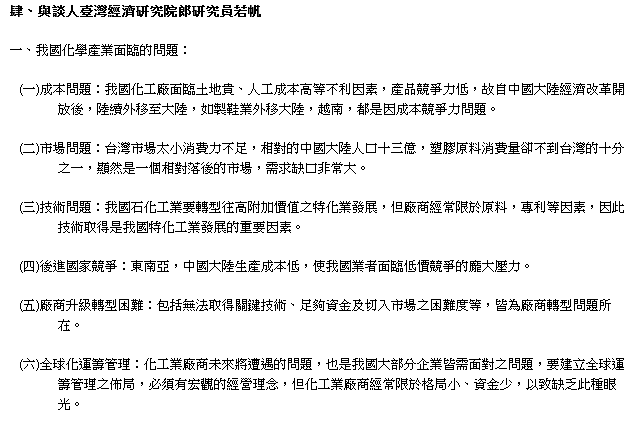 肆、與談人臺灣經濟研究院郎研究員若帆
一、我國化學產業面臨的問題：
(一)成本問題：我國化工廠面臨土地貴、人工成本高等不利因素，產品競爭力低，故自中國大陸經濟改革開
放後，陸續外移至大陸，如製鞋業外移大陸，越南，都是因成本競爭力問題。
(二)市場問題：台灣市場太小消費力不足，相對的中國大陸人口十三億，塑膠原料消費量卻不到台灣的十分
之一，顯然是一個相對落後的市場，需求缺口非常大。
(三)技術問題：我國石化工業要轉型往高附加價值之特化業發展，但廠商經常限於原料，專利等因素，因此
技術取得是我國特化工業發展的重要因素。
(四)後進國家競爭：東南亞，中國大陸生產成本低，使我國業者面臨低價競爭的龐大壓力。
(五)廠商升級轉型困難：包括無法取得關鍵技術、足夠資金及切入市場之困難度等，皆為廠商轉型問題所
在。
(六)全球化運籌管理：化工業廠商未來將遭遇的問題，也是我國大部分企業皆需面對之問題，要建立全球運
籌管理之佈局，必須有宏觀的經營理念，但化工業廠商經常限於格局小、資金少，以致缺乏此種眼
光。